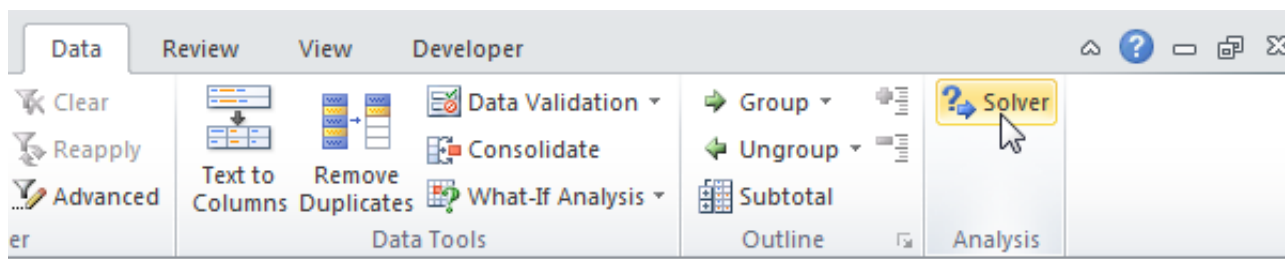 Data Review View Developer
Clear
Reapply
Advanced
er
Text to
Columns
Remove
Duplicates
Data Validation
Consolidate
What-If Analysis
Data Tools
Group
Ungroup
Subtotal
Outline
Solver
Analysis